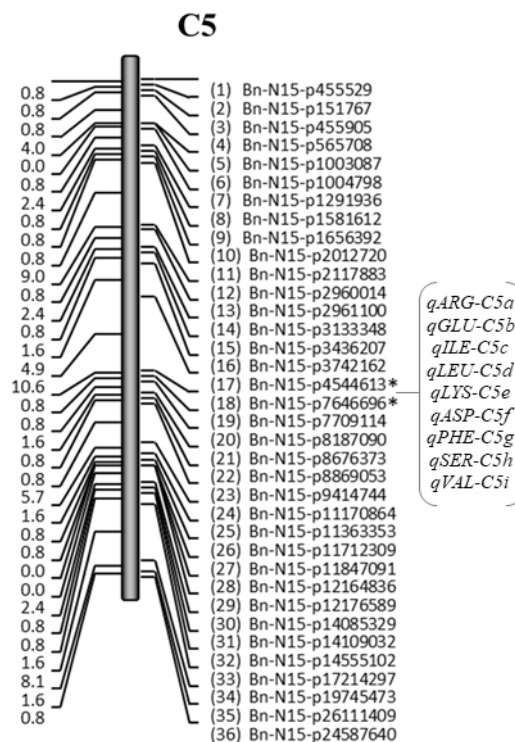 C5
0.8
0.8
0.8
4.0
0.0
0.8
2.4
0.8
0.8
0.8
9.0
0.8
2.4
0.8
1.6
4.9
10.6
0.8
0.8
1.6
0.8
0.8
5.7
1.6
0.8
0.8
0.0
0.0
2.4
0.8
0.8
1.6
8.1
1.6
0.8
(1) Bn-N15-p455529
(2) Bn-N15-p151767
(3) Bn-N15-p455905
(4) Bn-N15-p565708
(5) Bn-N15-p1003087
(6) Bn-N15-p1004798
(7) Bn-N15-p1291936
(8) Bn-N15-p1581612
(9) Bn-N15-p1656392
(10) Bn-N15-p2012720
(11) Bn-N15-p2117883
(12) Bn-N15-p2960014
(13) Bn-N15-p2961100
(14) Bn-N15-p3133348
(15) Bn-N15-p3436207
(16) Bn-N15-p3742162
(17) Bn-N15-p4544613*
(18) Bn-N15-p7646696*
(19) Bn-N15-p7709114
(20) Bn-N15-p8187090
(21) Bn-N15-p8676373
(22) Bn-N15-p8869053
(23) Bn-N15-p9414744
(24) Bn-N15-p11170864
(25) Bn-N15-p11363353
(26) Bn-N15-p11712309
(27) Bn-N15-p11847091
(28) Bn-N15-p12164836
(29) Bn-N15-p12176589
(30) Bn-N15-p14085329
(31) Bn-N15-p14109032
(32) Bn-N15-p14555102
(33) Bn-N15-p17214297
(34) Bn-N15-p19745473
(35) Bn-N15-p26111409
(36) Bn-N15-p24587640
qARG-C5a
qGLU-C5b
qILE-C5c
qLEU-C5d
qLYS-C5e
qASP-C5f
qPHE-C5g
qSER-C5h
qVAL-C5i